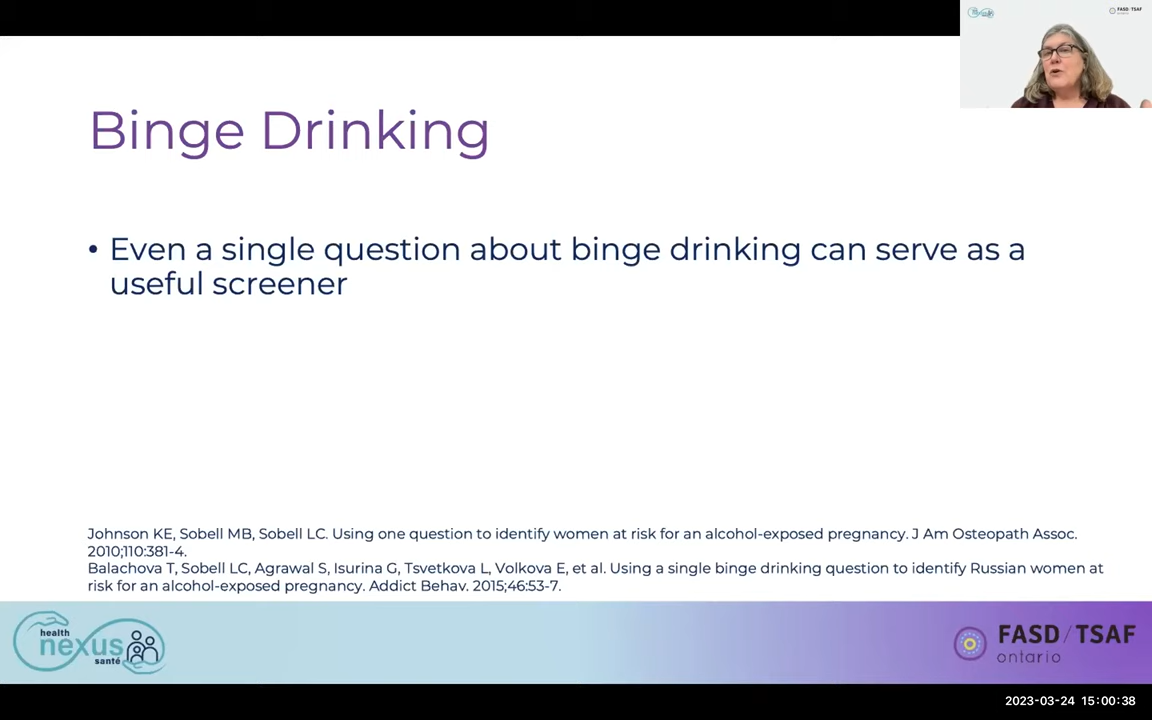 FASD / TSAF
Binge Drinking
• Even a single question about binge drinking can serve as a
useful screener
Johnson KE, Sobell MB, Sobell LC. Using one question to identify women at risk for an alcohol-exposed pregnancy. J Am Osteopath Assoc.
2010;110:381-4.
Balachova T, Sobell LC, Agrawal S, Isurina G, Tsvetkova L, Volkova E, et al. Using a single binge drinking question to identify Russian women at
risk for an alcohol-exposed pregnancy. Addict Behav. 2015;46:53-7.
health
nexus
santé
FASD / TSAF
ontario
2023-03-24 15:00:38